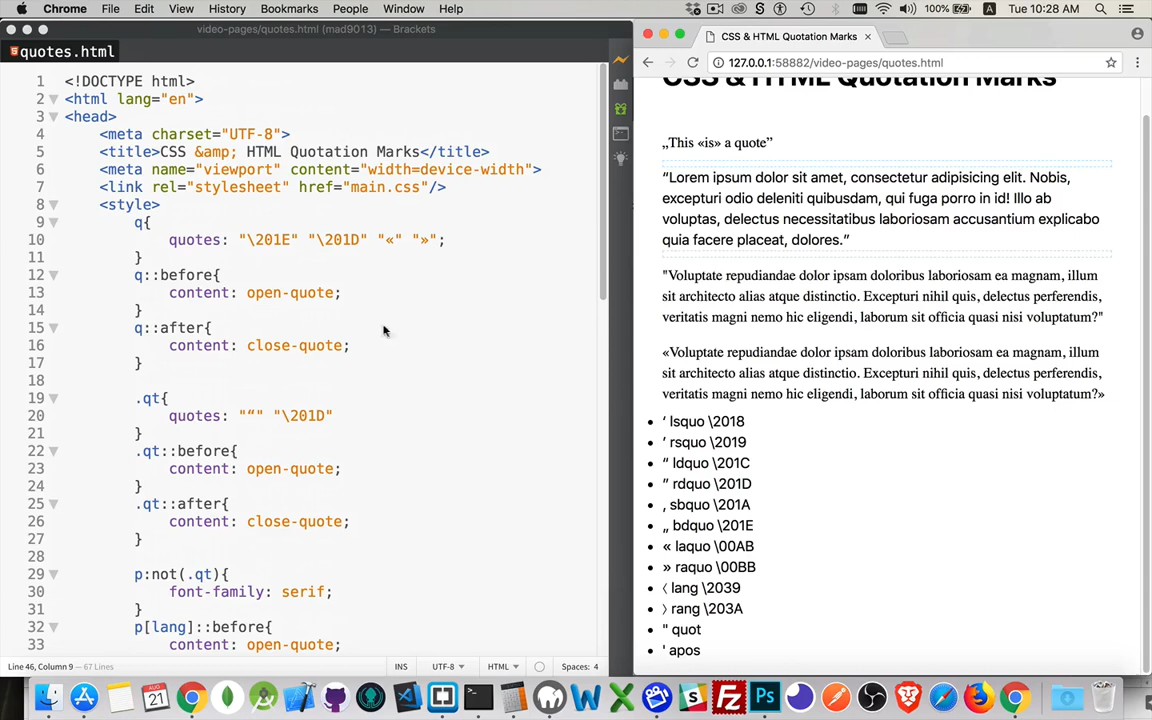 Chrome File Edit View History Bookmarks People Window Help 100% Tue 10:28 AM
video-pages/quotes.html (mad9013) — Brackets
quotes.html
1 <!DOCTYPE html>
2 <html lang="en">
3 <head>
4 <meta charset="UTF-8">
5 <title>CSS &amp; HTML Quotation Marks</title>
6 <meta name="viewport" content="width=device-width">
7 <link rel="stylesheet" href="main.css"/>
8 <style>
9 q{
10 quotes: "\201E" "\201D" "«" "»";
11 }
12 q::before{
13 content: open-quote;
14 }
15 q::after{
16 content: close-quote;
17 }
18
19 .qt{
20 quotes: "“" "\201D"
21 }
22 .qt::before{
23 content: open-quote;
24 }
25 .qt::after{
26 content: close-quote;
27 }
28
29 p:not(.qt){
30 font-family: serif;
31 }
32 p[lang]::before{
33 content: open-quote;
Line 46, Column 9 — 67 Lines
INS UTF-8 HTML Spaces: 4
CSS & HTML Quotation Marks
127.0.0.1:58882/video-pages/quotes.html
CSS & HTML Quotation Marks
„This «is» a quote”
“Lorem ipsum dolor sit amet, consectetur adipisicing elit. Nobis,
excepturi odio deleniti quibusdam, qui fuga porro in id! Illo ab
voluptas, delectus necessitatibus laboriosam accusantium explicabo
quia facere placeat, dolores.”
"Voluptate repudiandae dolor ipsam doloribus laboriosam ea magnam, illum
sit architecto alias atque distinctio. Excepturi nihil quis, delectus perferendis,
veritatis magni nemo hic eligendi, laborum sit officia quasi nisi voluptatum?"
«Voluptate repudiandae dolor ipsam doloribus laboriosam ea magnam, illum
sit architecto alias atque distinctio. Excepturi nihil quis, delectus perferendis,
veritatis magni nemo hic eligendi, laborum sit officia quasi nisi voluptatum?»
• ‘ lsquo \2018
• ’ rsquo \2019
• “ ldquo \201C
• ” rdquo \201D
• ‚ sbquo \201A
• „ bdquo \201E
• « laquo \00AB
• » raquo \00BB
• ⟨ lang \2039
• ⟩ rang \203A
• " quot
• ' apos
AUG
21